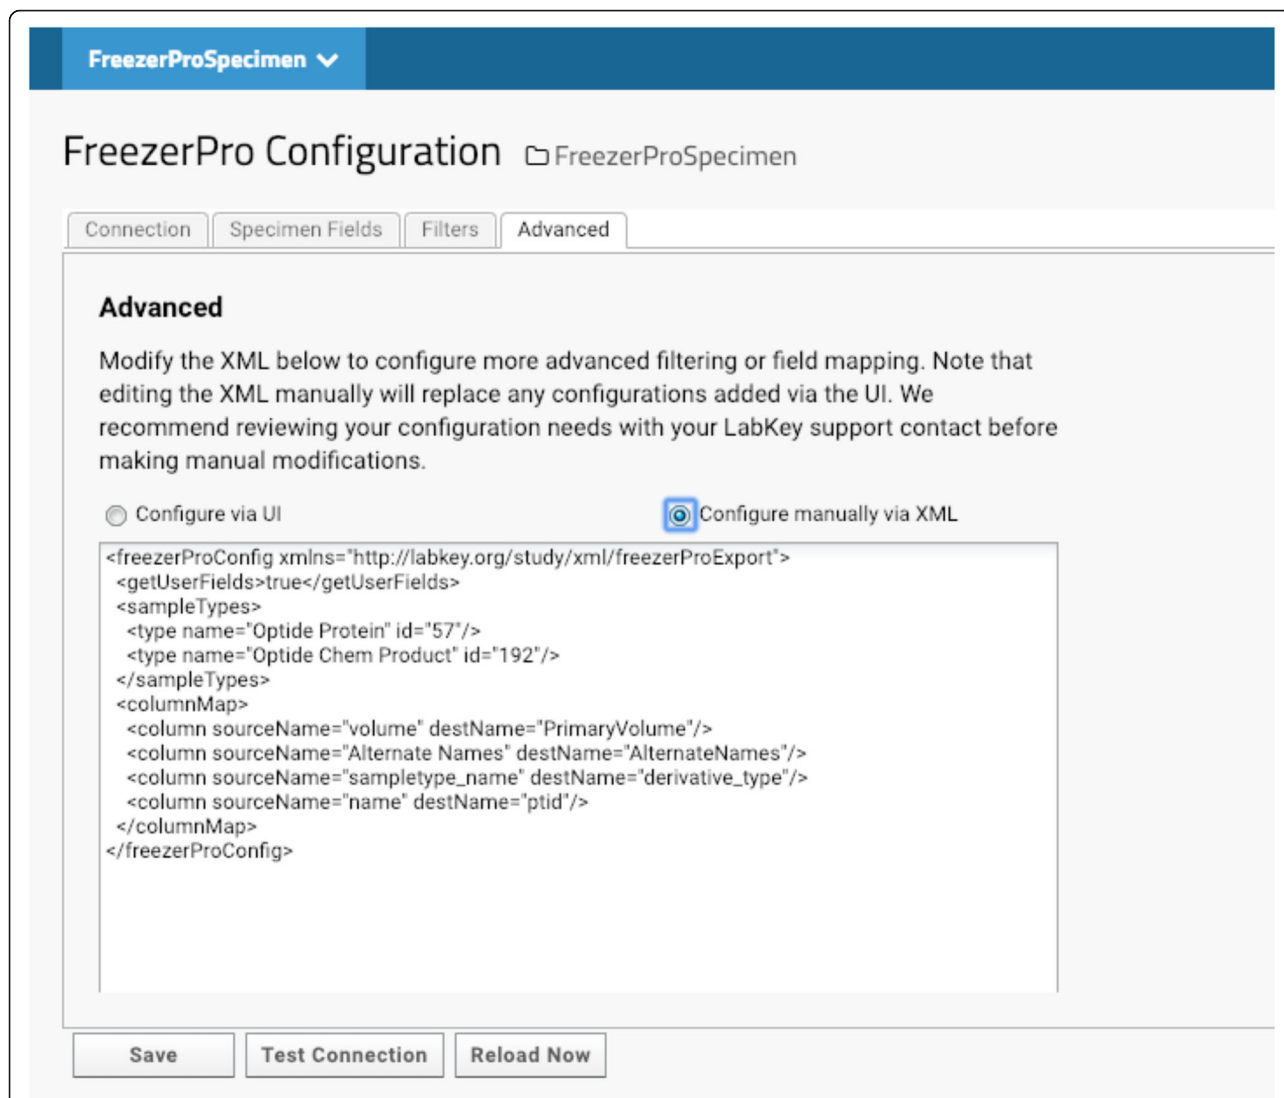 FreezerProSpecimen
FreezerPro Configuration FreezerProSpecimen
Connection Specimen Fields Filters Advanced
Advanced
Modify the XML below to configure more advanced filtering or field mapping. Note that
editing the XML manually will replace any configurations added via the UI. We
recommend reviewing your configuration needs with your LabKey support contact before
making manual modifications.
Configure via UI Configure manually via XML
<freezerProConfig xmlns="http://labkey.org/study/xml/freezerProExport">
<getUserFields>true</getUserFields>
<sampleTypes>
<type name="Optide Protein" id="57"/>
<type name="Optide Chem Product" id="192"/>
</sampleTypes>
<columnMap>
<column sourceName="volume" destName="PrimaryVolume"/>
<column sourceName="Alternate Names" destName="AlternateNames"/>
<column sourceName="sampletype_name" destName="derivative_type"/>
<column sourceName="name" destName="ptid"/>
</columnMap>
</freezerProConfig>
Save Test Connection Reload Now